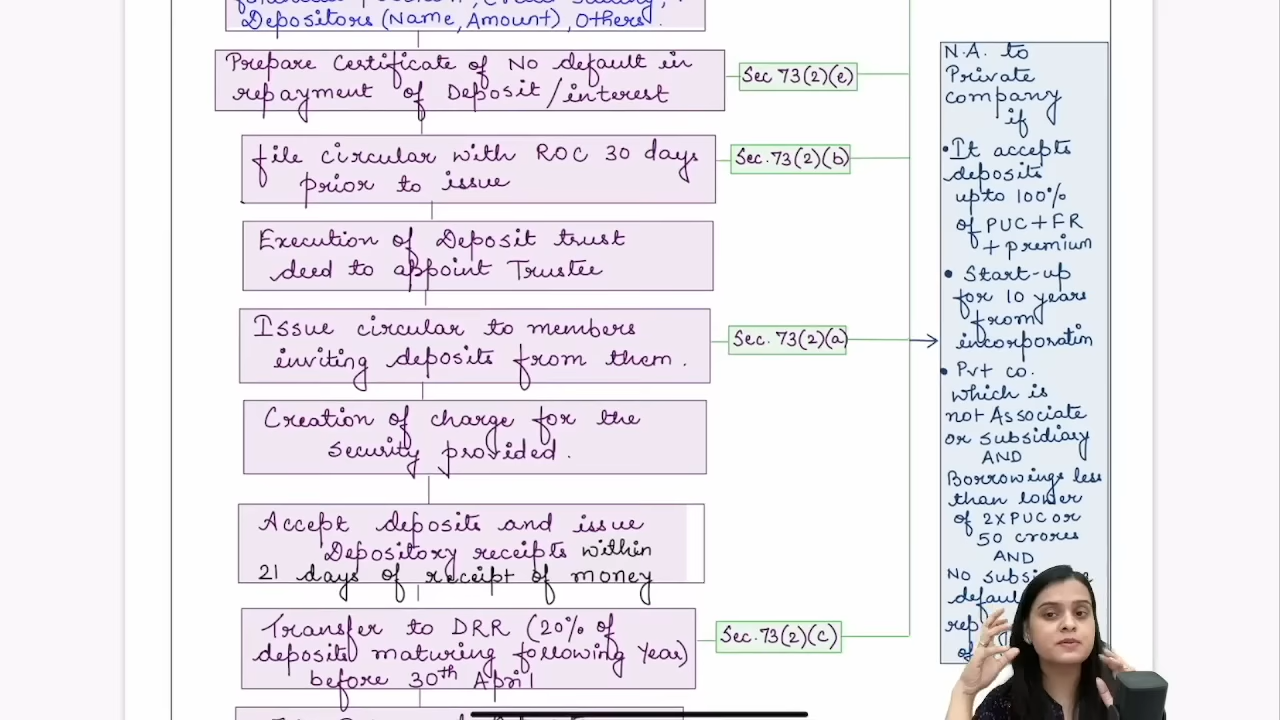 Depositors (Name, Amount), Others.
Prepare Certificate of No default in
repayment of Deposit/interest
Sec 73(2)(e)
file circular with ROC 30 days
prior to issue
Sec. 73(2)(b)
Execution of Deposit trust
deed to appoint Trustee
Issue circular to members
inviting deposits from them.
Sec. 73(2)(a)
Creation of charge for the
security provided.
Accept deposits and issue
Depository receipts within
21 days of receipt of money
Transfer to DRR (20% of
deposits maturing following Year)
before 30th April
Sec. 73(2)(c)
N.A. to
Private
company
if
• It accepts
deposits
upto 100%
of PUC + FR
+ premium
• Start-up
for 10 years
from
incorporatin
• Pvt co.
which is
not Associate
or subsidiary
AND
Borrowings less
than lower
of 2XPUC or
50 crores
AND
No